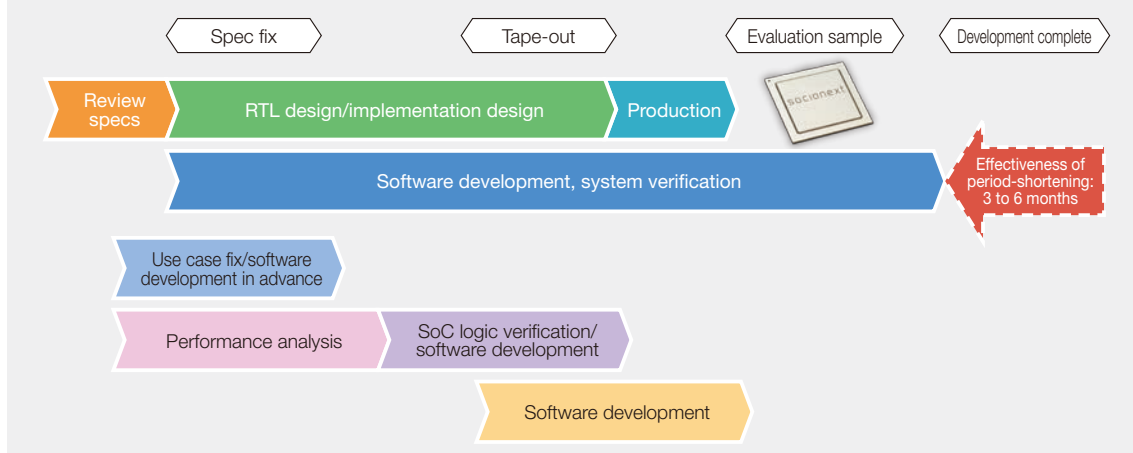 Spec fix
Tape-out
Evaluation sample
Development complete
Review
specs
RTL design/implementation design
Production
socionext
Software development, system verification
Effectiveness of
period-shortening:
3 to 6 months
Use case fix/software
development in advance
Performance analysis
SoC logic verification/
software development
Software development